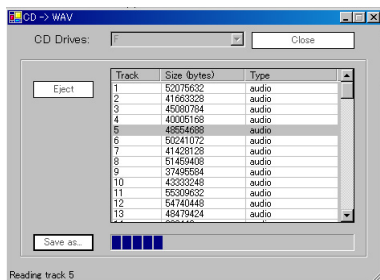 CD -> WAV
CD Drives: F Close
Eject
Track Size (bytes) Type
1 52075632 audio
2 41663328 audio
3 45080784 audio
4 40005168 audio
5 48554688 audio
6 50241072 audio
7 41428128 audio
8 51459408 audio
9 37495584 audio
10 43333248 audio
11 55309632 audio
12 54740448 audio
13 48479424 audio
Save as..
Reading track 5